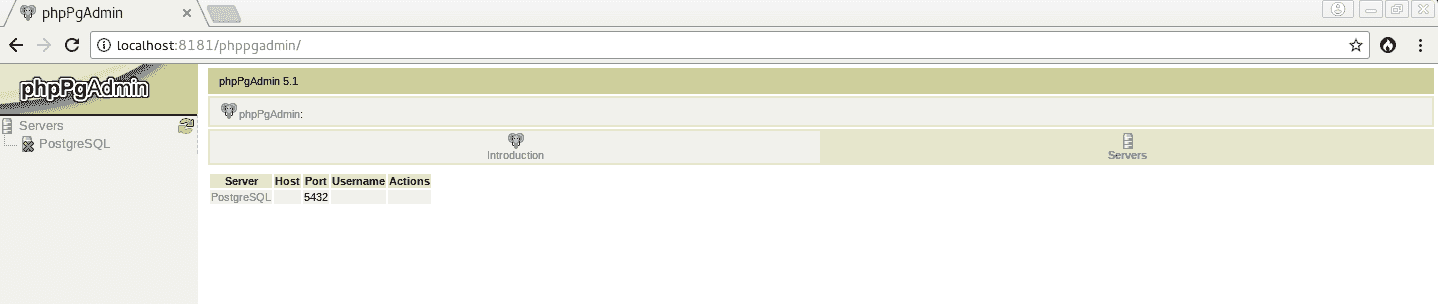 phpPgAdmin
localhost:8181/phppgadmin/
phpPgAdmin
Servers
PostgreSQL
phpPgAdmin 5.1
phpPgAdmin:
Introduction
Servers
Server Host Port Username Actions
PostgreSQL 5432